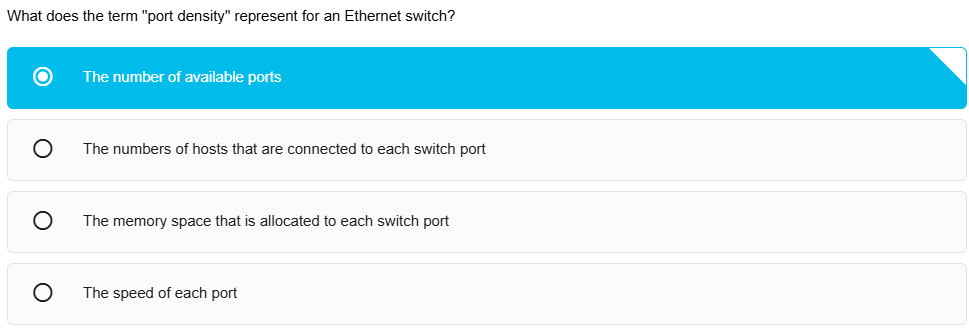 What does the term "port density" represent for an Ethernet switch?
The number of available ports
The numbers of hosts that are connected to each switch port
The memory space that is allocated to each switch port
The speed of each port